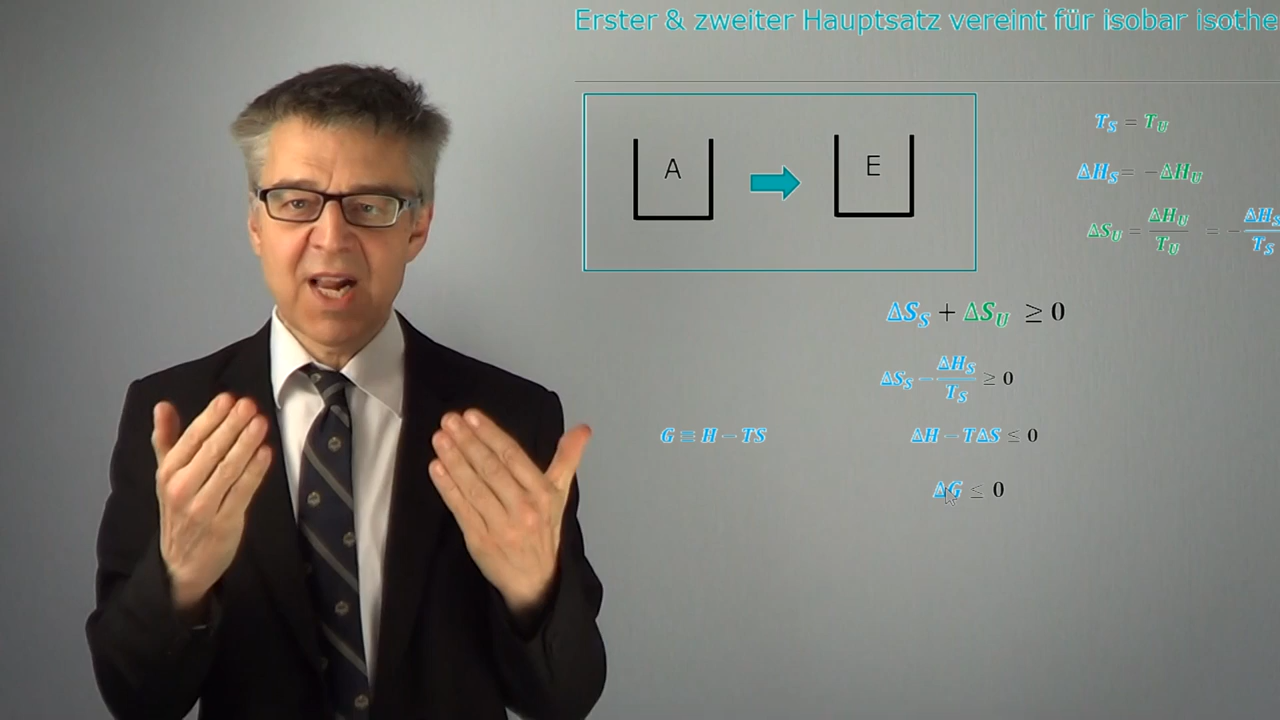 Erster & zweiter Hauptsatz vereint für isobar isothe
A
E
T_S = T_U
ΔH_S = −ΔH_U
ΔS_U = ΔH_U / T_U = − ΔH_S / T_S
ΔS_S + ΔS_U ≥ 0
ΔS_S − ΔH_S / T_S ≥ 0
G ≡ H − TS
ΔH − TΔS ≤ 0
ΔG ≤ 0